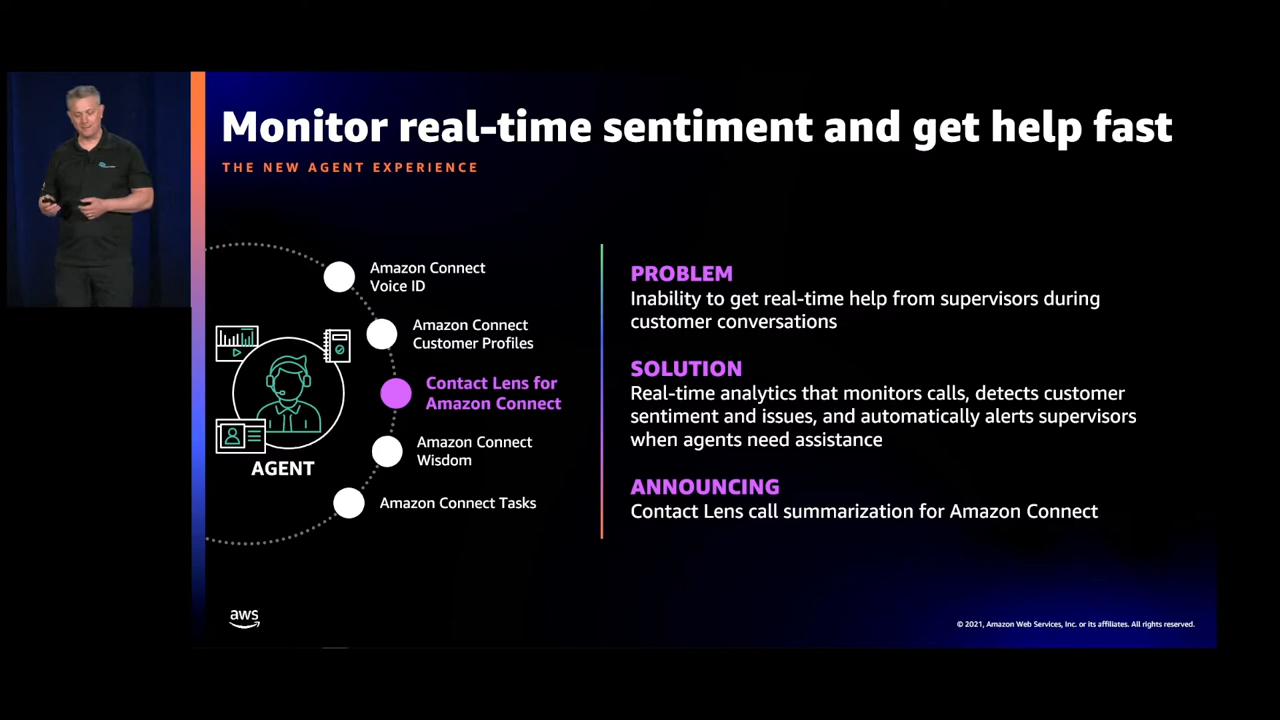 Monitor real-time sentiment and get help fast
THE NEW AGENT EXPERIENCE
Amazon Connect
Voice ID
Amazon Connect
Customer Profiles
Contact Lens for
Amazon Connect
Amazon Connect
Wisdom
Amazon Connect Tasks
AGENT
PROBLEM
Inability to get real-time help from supervisors during
customer conversations
SOLUTION
Real-time analytics that monitors calls, detects customer
sentiment and issues, and automatically alerts supervisors
when agents need assistance
ANNOUNCING
Contact Lens call summarization for Amazon Connect
aws
© 2021, Amazon Web Services, Inc. or its affiliates. All rights reserved.